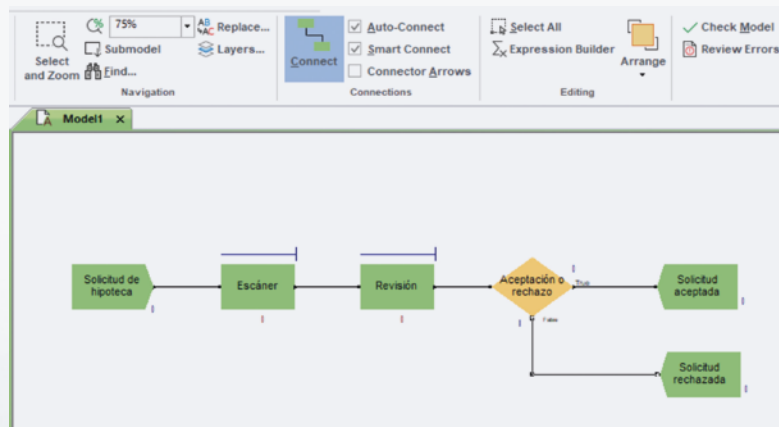 75%
Replace...
Select
and Zoom
Submodel
Layers...
Find...
Navigation
Connect
Auto-Connect
Smart Connect
Connector Arrows
Connections
Select All
Expression Builder
Arrange
Editing
Check Model
Review Errors
Model1
Solicitud de
hipoteca
Escáner
Revisión
Aceptación o
rechazo
True
False
Solicitud
aceptada
Solicitud
rechazada